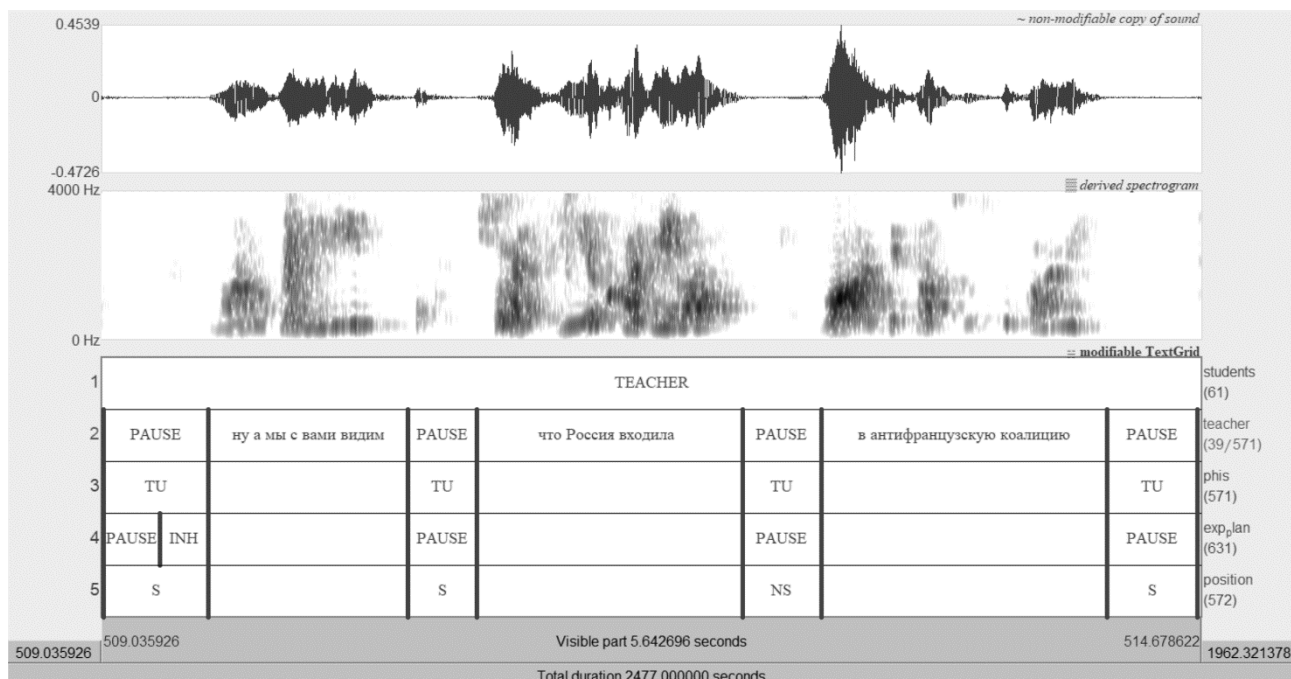 0.4539
~ non-modifiable copy of sound
0
-0.4726
4000 Hz
derived spectrogram
0 Hz
modifiable TextGrid
1 TEACHER students (61)
2 PAUSE ну а мы с вами видим PAUSE что Россия входила PAUSE в антифранцузскую коалицию PAUSE teacher (39/571)
3 TU TU TU TU phis (571)
4 PAUSE INH PAUSE PAUSE PAUSE exp_plan (631)
5 S S NS S position (572)
509.035926 Visible part 5.642696 seconds 514.678622
509.035926 1962.321378
Total duration 2477.000000 seconds